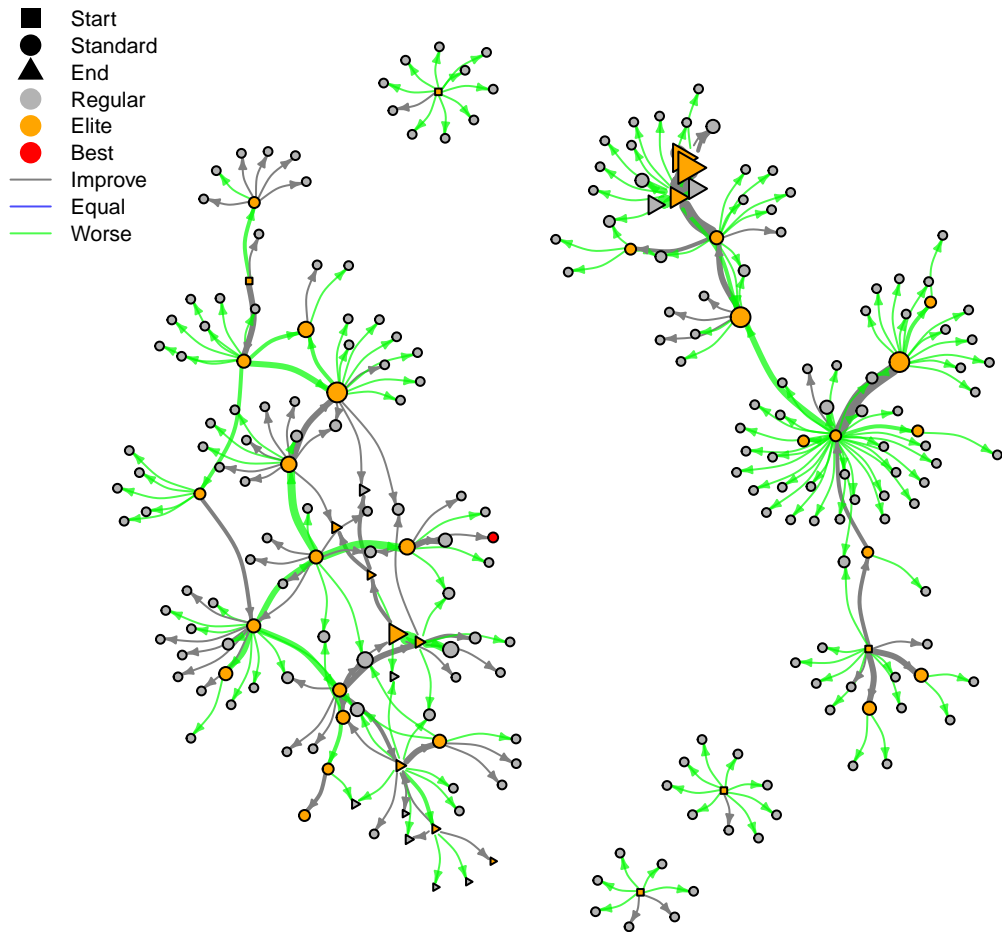 Start
Standard
End
Regular
Elite
Best
Improve
Equal
Worse